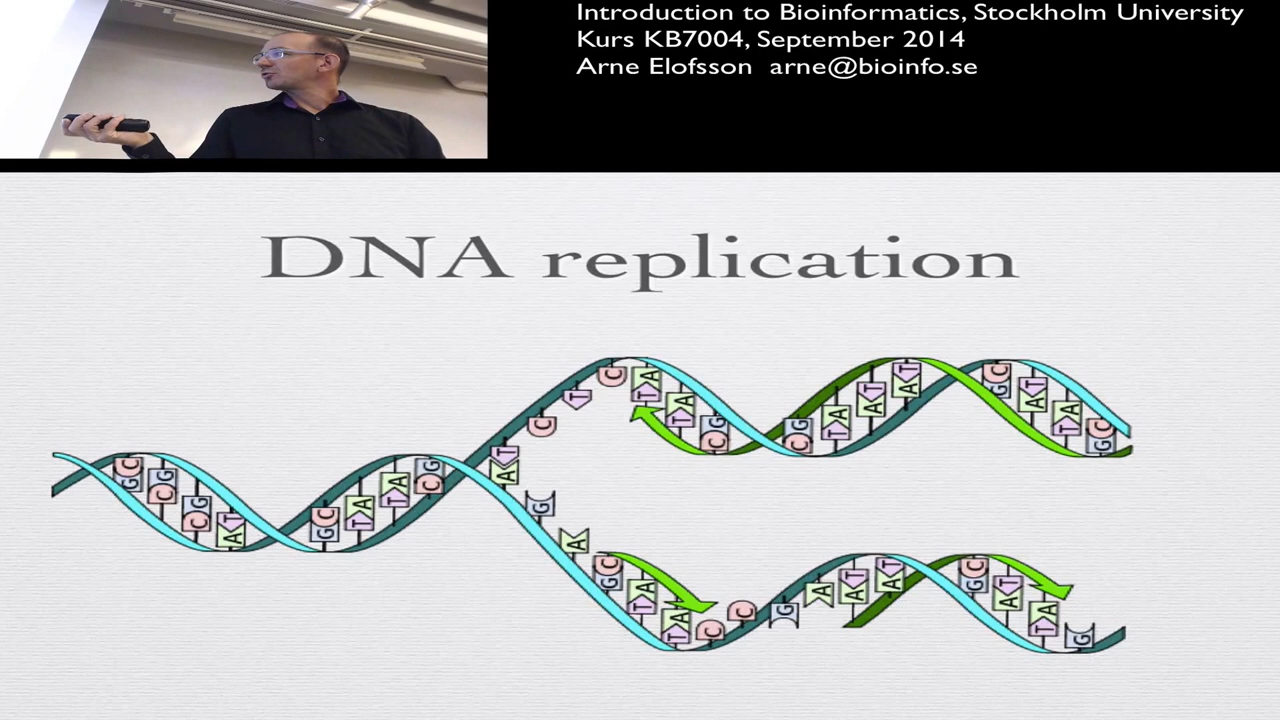 Introduction to Bioinformatics, Stockholm University
Kurs KB7004, September 2014
Arne Elofsson arne@bioinfo.se
DNA replication